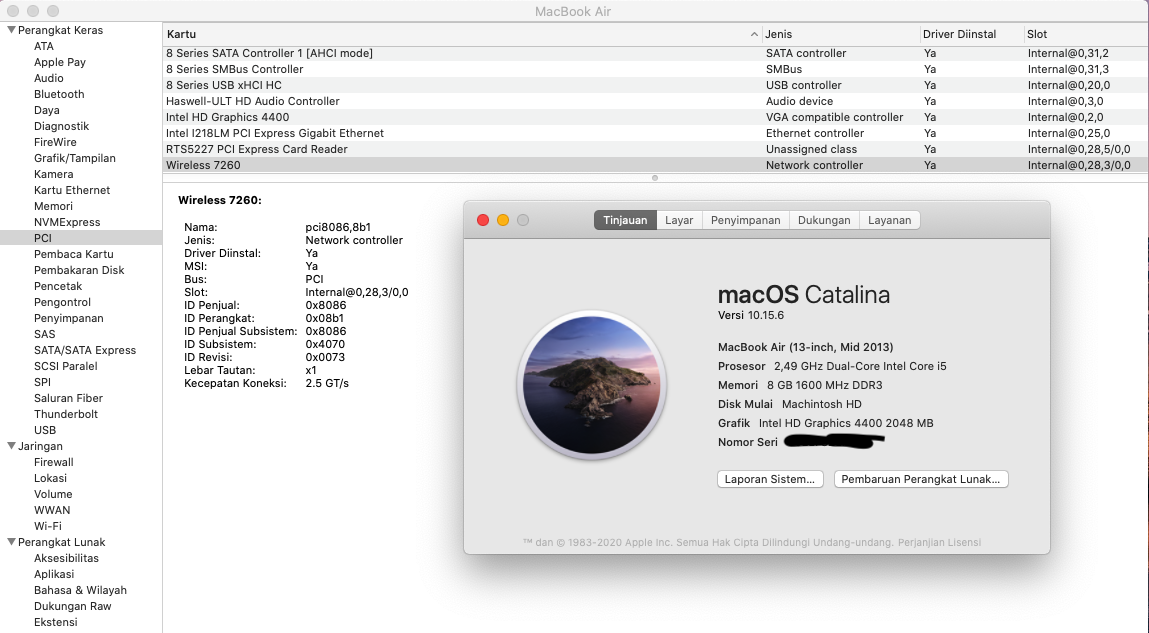 MacBook Air
Perangkat Keras
ATA
Apple Pay
Audio
Bluetooth
Daya
Diagnostik
FireWire
Grafik/Tampilan
Kamera
Kartu Ethernet
Memori
NVMExpress
PCI
Pembaca Kartu
Pembakaran Disk
Pencetak
Pengontrol
Penyimpanan
SAS
SATA/SATA Express
SCSI Paralel
SPI
Saluran Fiber
Thunderbolt
USB
Jaringan
Firewall
Lokasi
Volume
WWAN
Wi-Fi
Perangkat Lunak
Aksesibilitas
Aplikasi
Bahasa & Wilayah
Dukungan Raw
Ekstensi
Kartu Jenis Driver Diinstal Slot
8 Series SATA Controller 1 [AHCI mode] SATA controller Ya Internal@0,31,2
8 Series SMBus Controller SMBus Ya Internal@0,31,3
8 Series USB xHCI HC USB controller Ya Internal@0,20,0
Haswell-ULT HD Audio Controller Audio device Ya Internal@0,3,0
Intel HD Graphics 4400 VGA compatible controller Ya Internal@0,2,0
Intel I218LM PCI Express Gigabit Ethernet Ethernet controller Ya Internal@0,25,0
RTS5227 PCI Express Card Reader Unassigned class Ya Internal@0,28,5/0,0
Wireless 7260 Network controller Ya Internal@0,28,3/0,0
Wireless 7260:
Nama: pci8086,8b1
Jenis: Network controller
Driver Diinstal: Ya
MSI: Ya
Bus: PCI
Slot: Internal@0,28,3/0,0
ID Penjual: 0x8086
ID Perangkat: 0x08b1
ID Penjual Subsistem: 0x8086
ID Subsistem: 0x4070
ID Revisi: 0x0073
Lebar Tautan: x1
Kecepatan Koneksi: 2.5 GT/s
Tinjauan Layar Penyimpanan Dukungan Layanan
macOS Catalina
Versi 10.15.6
MacBook Air (13-inch, Mid 2013)
Prosesor 2,49 GHz Dual-Core Intel Core i5
Memori 8 GB 1600 MHz DDR3
Disk Mulai Machintosh HD
Grafik Intel HD Graphics 4400 2048 MB
Nomor Seri
Laporan Sistem... Pembaruan Perangkat Lunak...
™ dan © 1983-2020 Apple Inc. Semua Hak Cipta Dilindungi Undang-undang. Perjanjian Lisensi